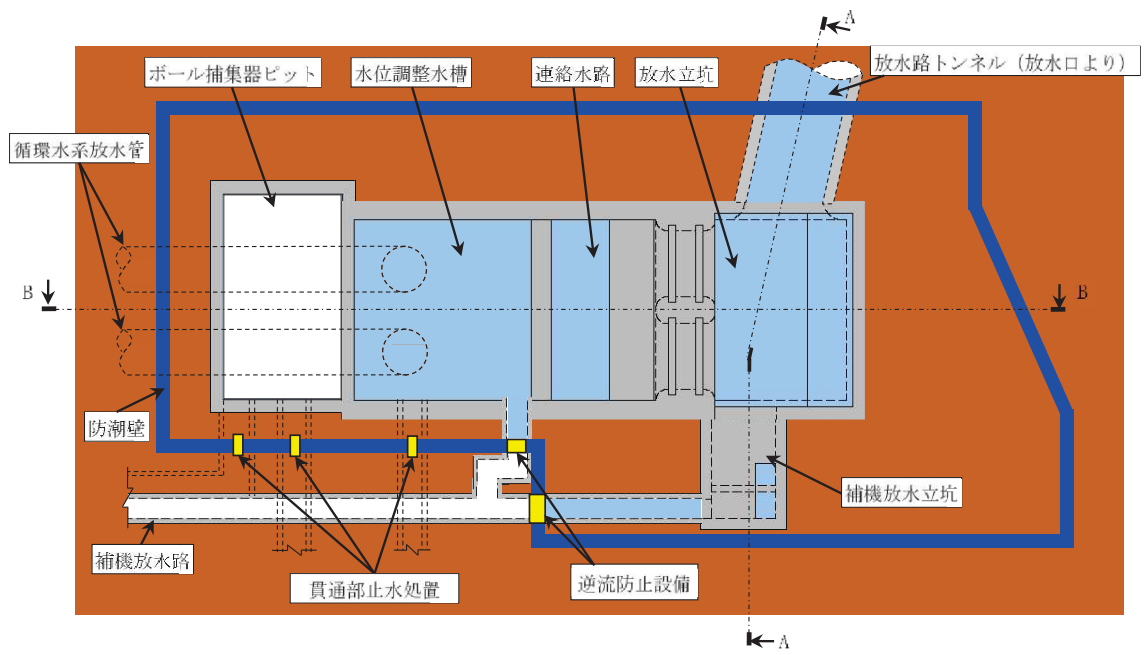 A
ボール捕集器ピット
水位調整水槽
連絡水路
放水立坑
放水路トンネル（放水口より）
循環水系放水管
B
B
防潮壁
補機放水立坑
補機放水路
貫通部止水処置
逆流防止設備
A